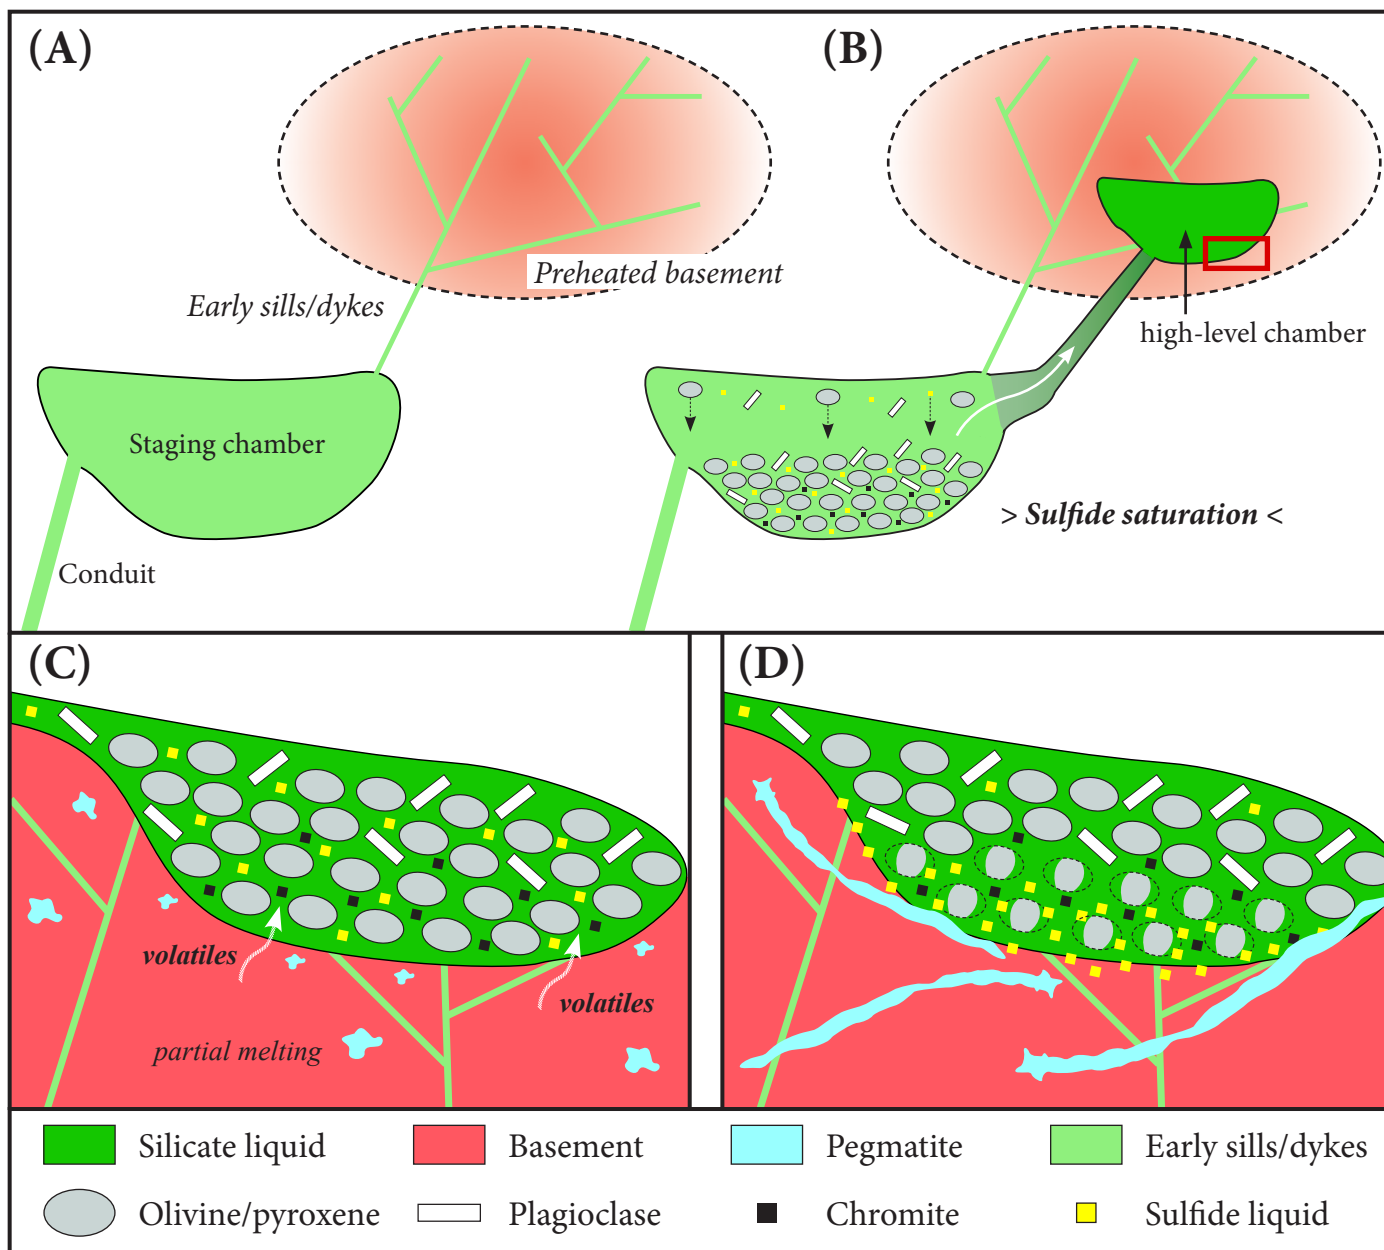 (A)
(B)
Preheated basement
Early sills/dykes
high-level chamber
Staging chamber
> Sulfide saturation <
Conduit
(C)
(D)
volatiles
volatiles
partial melting
Silicate liquid
Basement
Pegmatite
Early sills/dykes
Olivine/pyroxene
Plagioclase
Chromite
Sulfide liquid